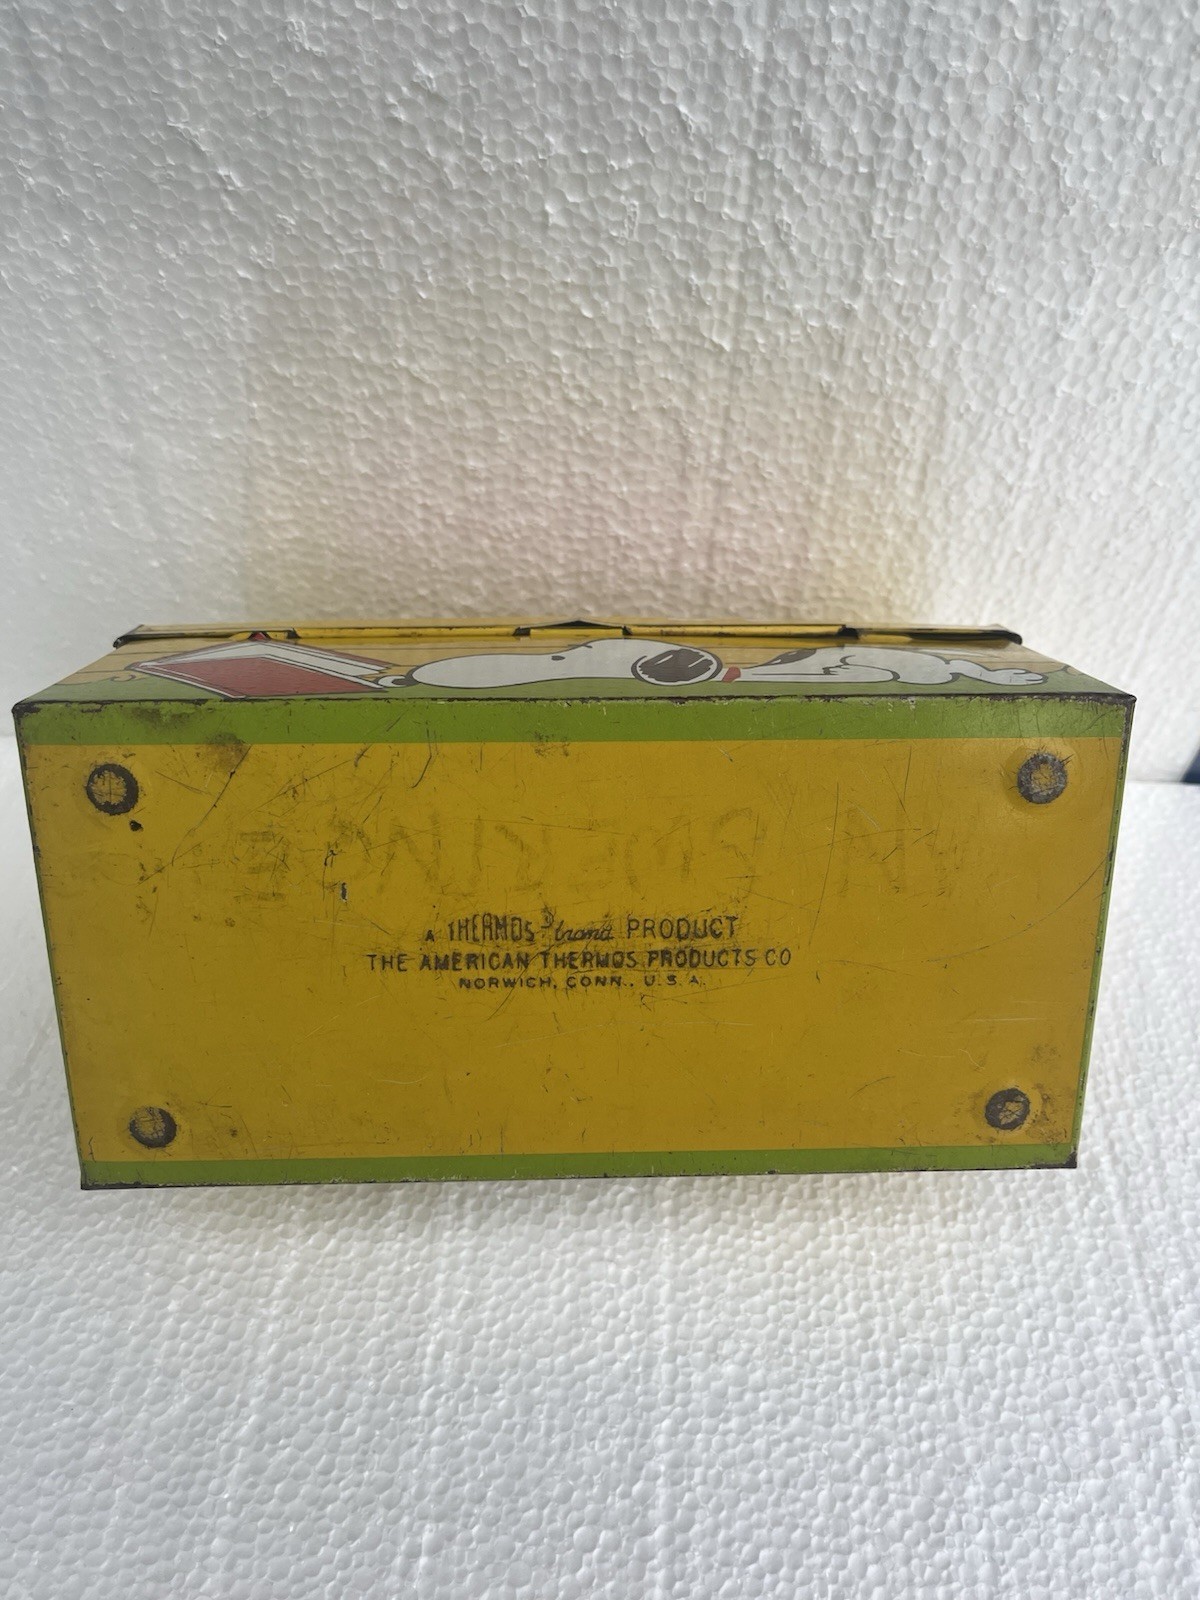 A THERMOS brand PRODUCT
THE AMERICAN THERMOS PRODUCTS CO
NORWICH, CONN., U.S.A.